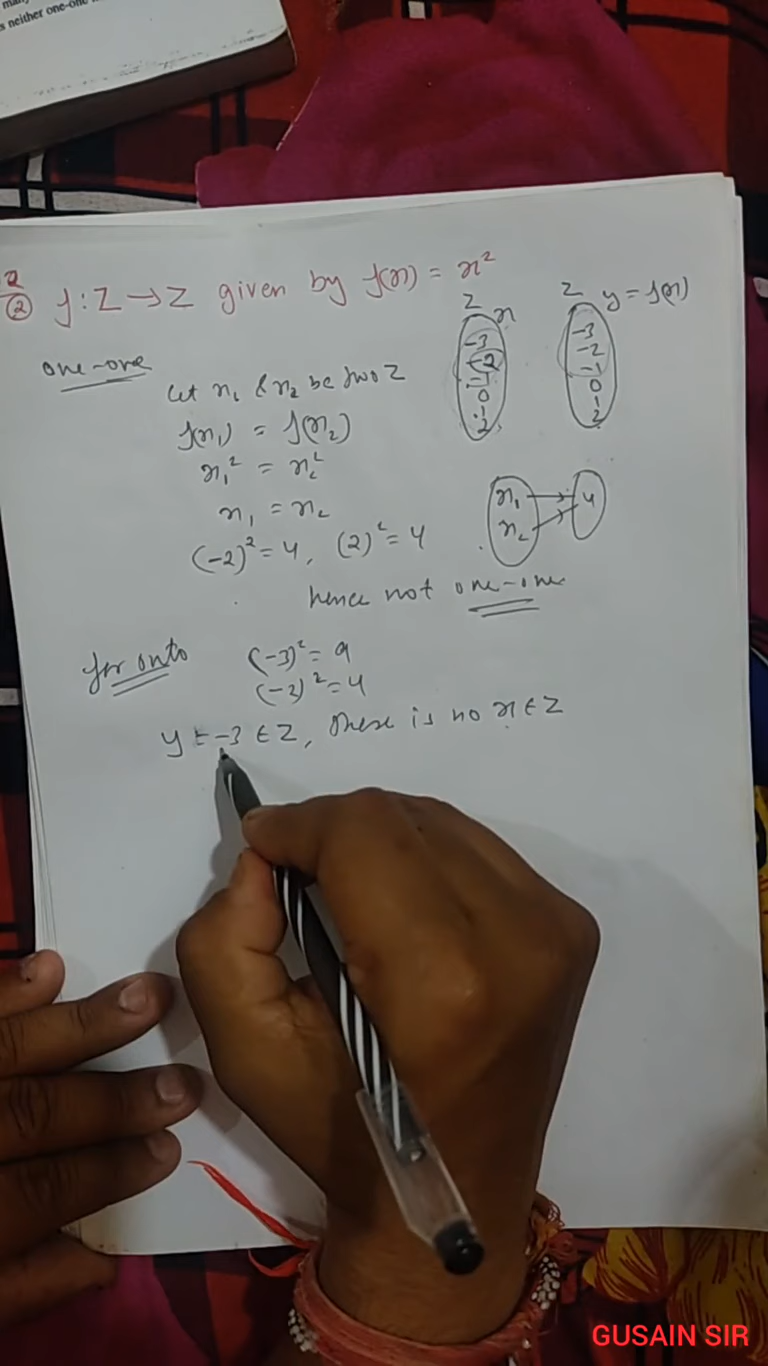 man
s neither one-one
Q
2
f : Z → Z given by f(x) = x²
one-one
Let x₁ & x₂ be two Z
f(x₁) = f(x₂)
x₁² = x₂²
x₁ = x₂
(-2)² = 4, (2)² = 4
hence not one-one
Z x
-3
-2
-1
0
1
2
Z y = f(x)
-3
-2
-1
0
1
2
x₁
x₂
4
for onto
(-3)² = 9
(-2)² = 4
y = -3 ∈ Z, there is no x ∈ Z
GUSAIN SIR